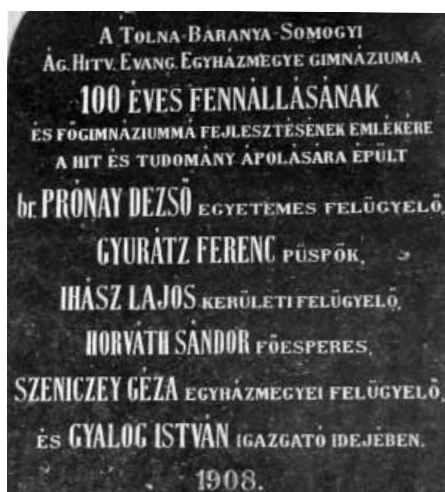 A TOLNA-BARANYA-SOMOGYI
ÁG. HITV. EVANG. EGYHÁZMEGYE GIMNÁZIUMA
100 ÉVES FENNÁLLÁSÁNAK
ÉS FŐGIMNÁZIUMMÁ FEJLESZTÉSÉNEK EMLÉKÉRE
A HIT ÉS TUDOMÁNY ÁPOLÁSÁRA ÉPÜLT
br. PRÓNAY DEZSŐ EGYETEMES FELÜGYELŐ,
GYURÁTZ FERENC PÜSPÖK,
IHÁSZ LAJOS KERÜLETI FELÜGYELŐ,
HORVÁTH SÁNDOR FŐESPERES,
SZENICZEY GÉZA EGYHÁZMEGYEI FELÜGYELŐ,
ÉS GYALOG ISTVÁN IGAZGATÓ IDEJÉBEN.
1908.